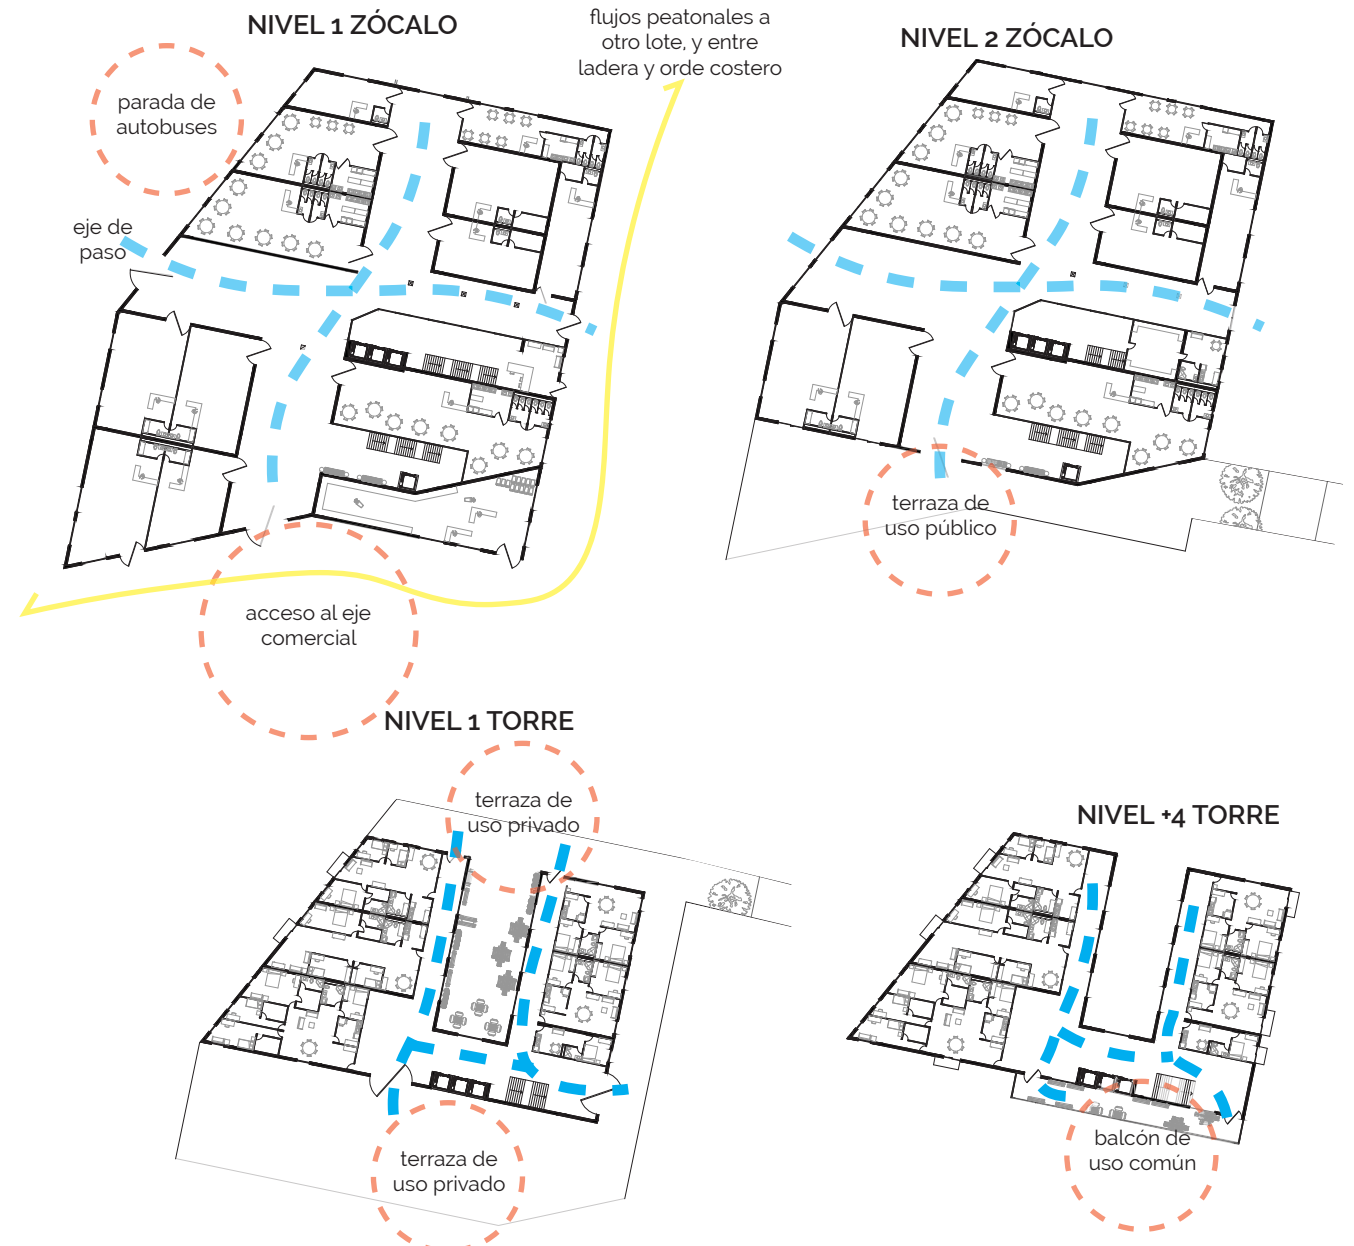 NIVEL 1 ZÓCALO
flujos peatonales a
otro lote, y entre
ladera y orde costero
NIVEL 2 ZÓCALO
parada de
autobuses
eje de
paso
terraza de
uso público
acceso al eje
comercial
NIVEL 1 TORRE
terraza de
uso privado
NIVEL +4 TORRE
terraza de
uso privado
balcón de
uso común